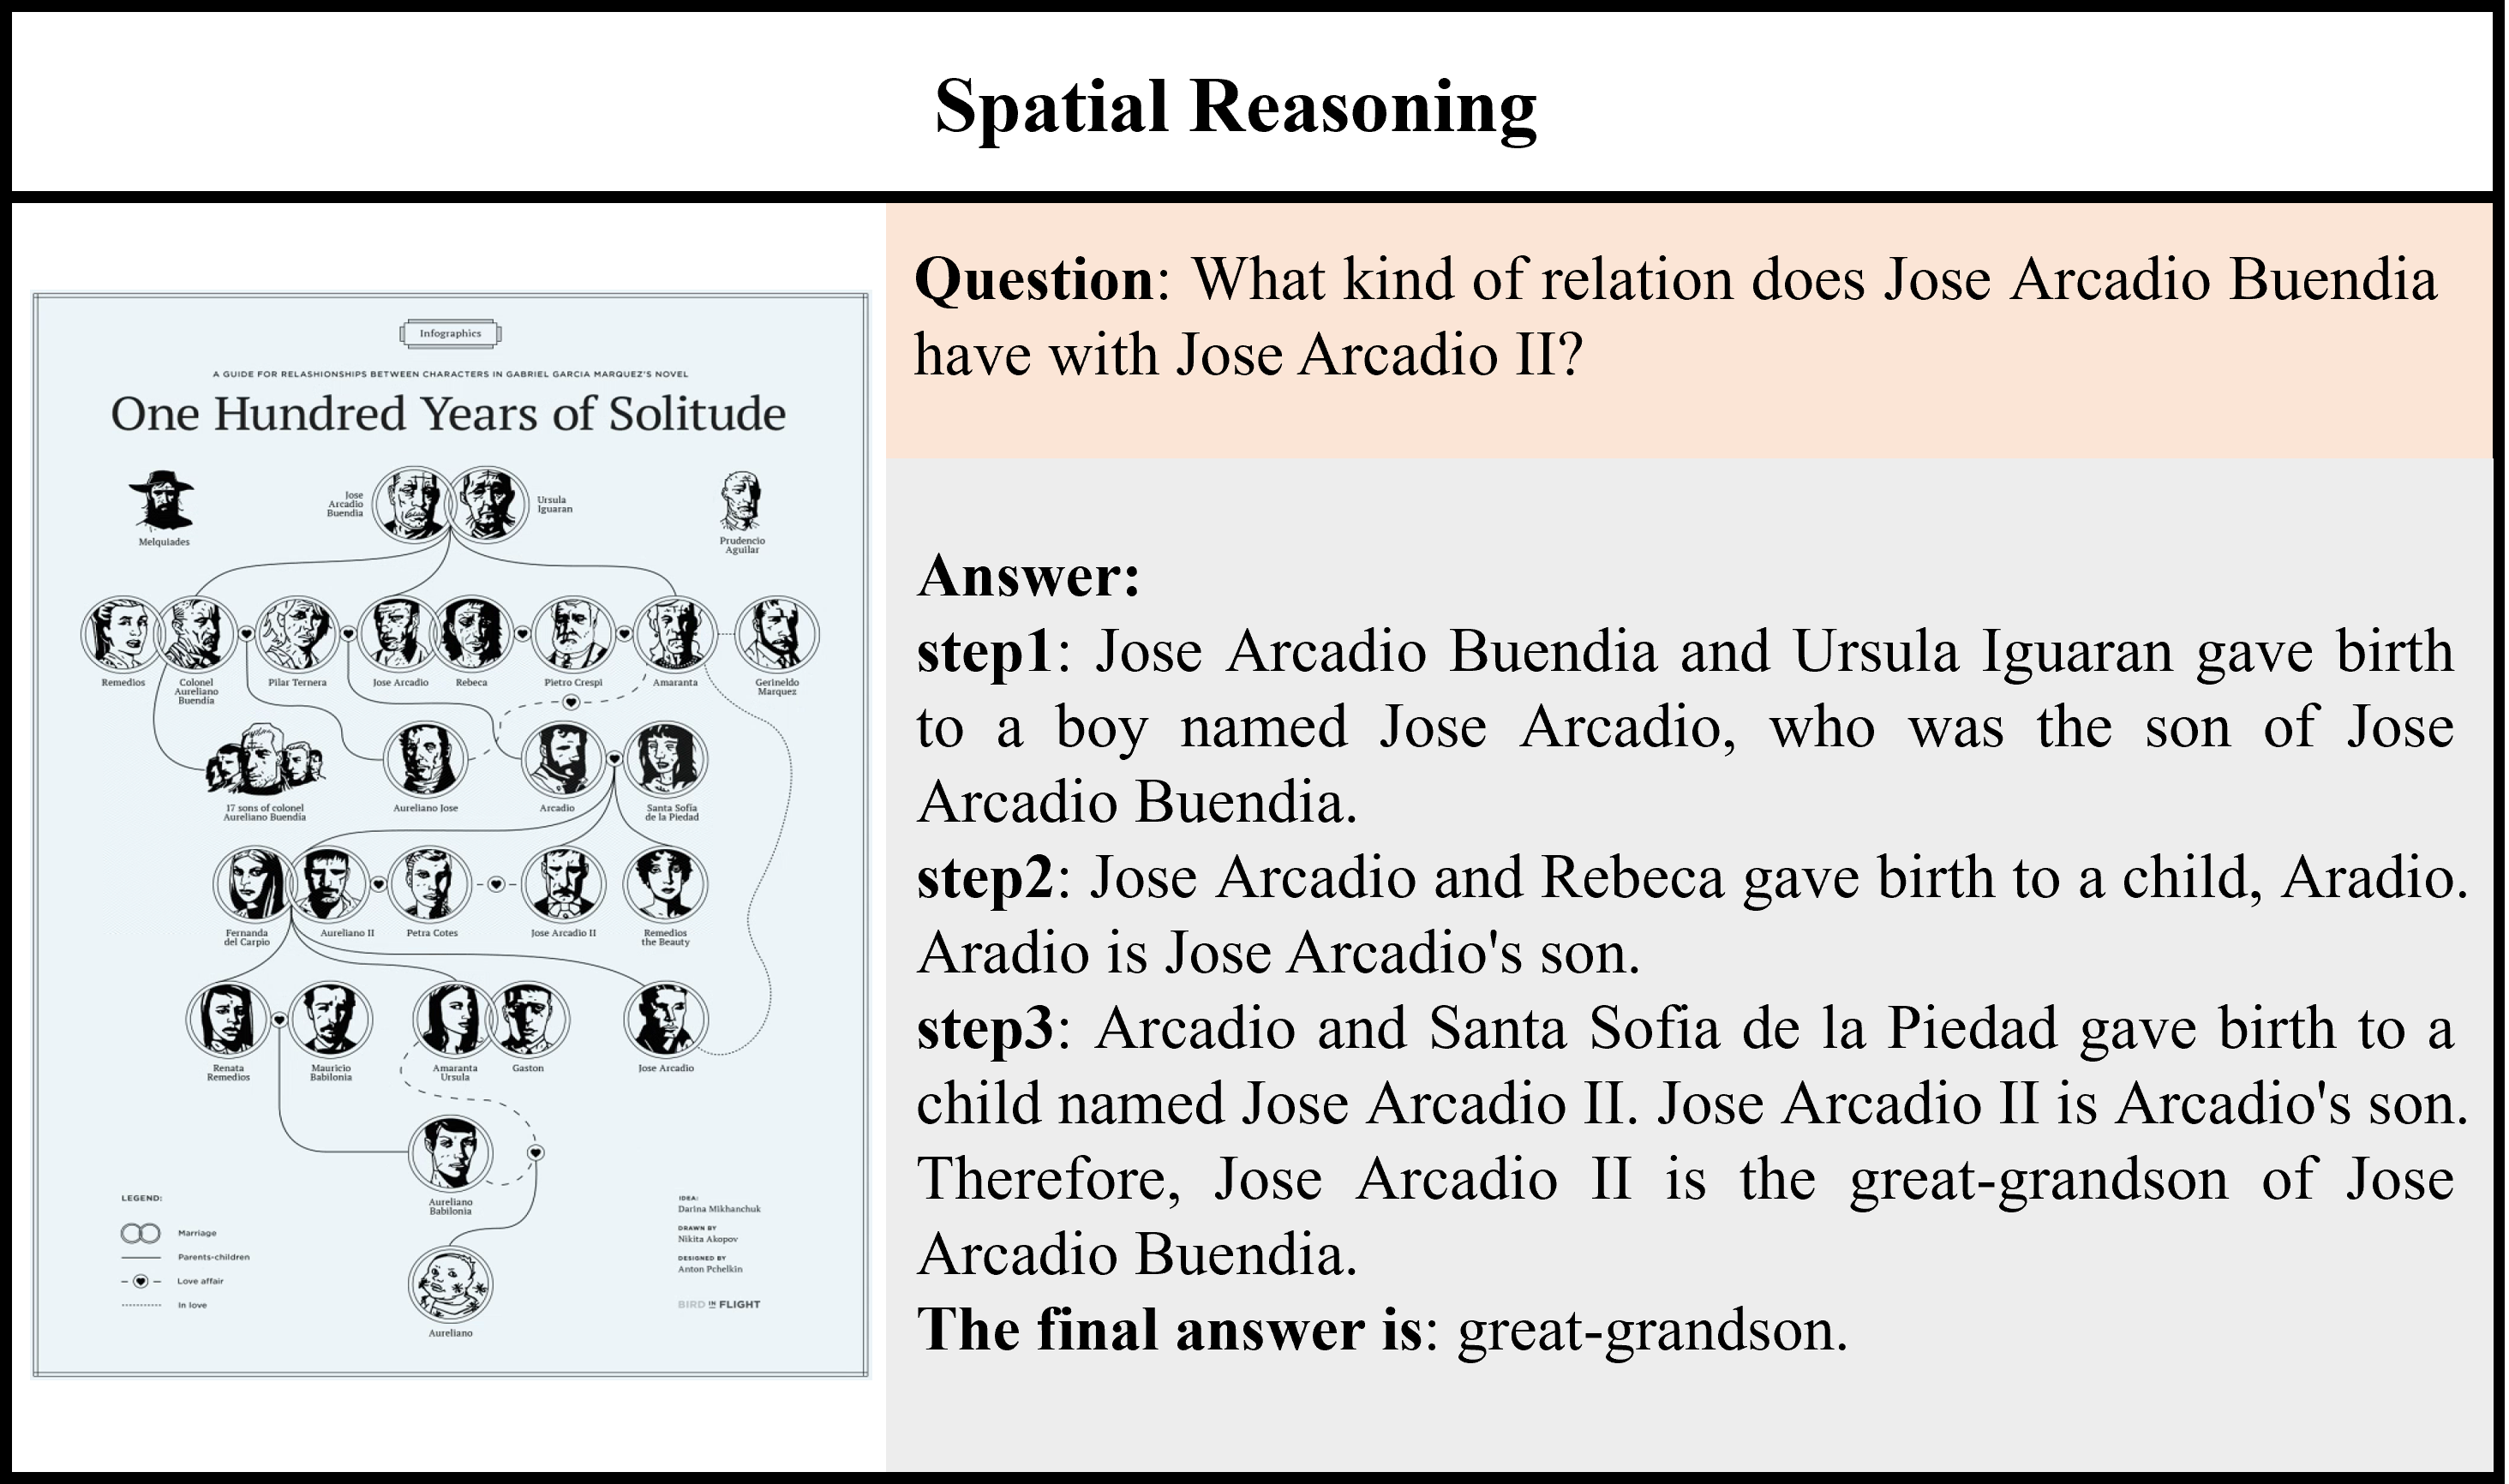 Spatial Reasoning
Infographics
A GUIDE FOR RELASHIONSHIPS BETWEEN CHARACTERS IN GABRIEL GARCIA MARQUEZ'S NOVEL
One Hundred Years of Solitude
Melquiades
Jose
Arcadio
Buendia
Ursula
Iguaran
Prudencio
Aguilar
Remedios
Colonel
Aureliano
Buendia
Pilar Ternera
Jose Arcadio
Rebeca
Pietro Crespi
Amaranta
Gerineldo
Marquez
17 sons of colonel
Aureliano Buendia
Aureliano Jose
Arcadio
Santa Sofia
de la Piedad
Fernanda
del Carpio
Aureliano II
Petra Cotes
Jose Arcadio II
Remedios
the Beauty
Renata
Remedios
Mauricio
Babilonia
Amaranta
Ursula
Gaston
Jose Arcadio
Aureliano
Babilonia
Aureliano
LEGEND:
Marriage
Parents-children
Love affair
In love
IDEA:
Darina Mikhanchuk
DRAWN BY
Nikita Akopov
DESIGNED BY
Anton Pchelkin
BIRD IN FLIGHT
Question: What kind of relation does Jose Arcadio Buendia
have with Jose Arcadio II?
Answer:
step1: Jose Arcadio Buendia and Ursula Iguaran gave birth
to a boy named Jose Arcadio, who was the son of Jose
Arcadio Buendia.
step2: Jose Arcadio and Rebeca gave birth to a child, Aradio.
Aradio is Jose Arcadio's son.
step3: Arcadio and Santa Sofia de la Piedad gave birth to a
child named Jose Arcadio II. Jose Arcadio II is Arcadio's son.
Therefore, Jose Arcadio II is the great-grandson of Jose
Arcadio Buendia.
The final answer is: great-grandson.